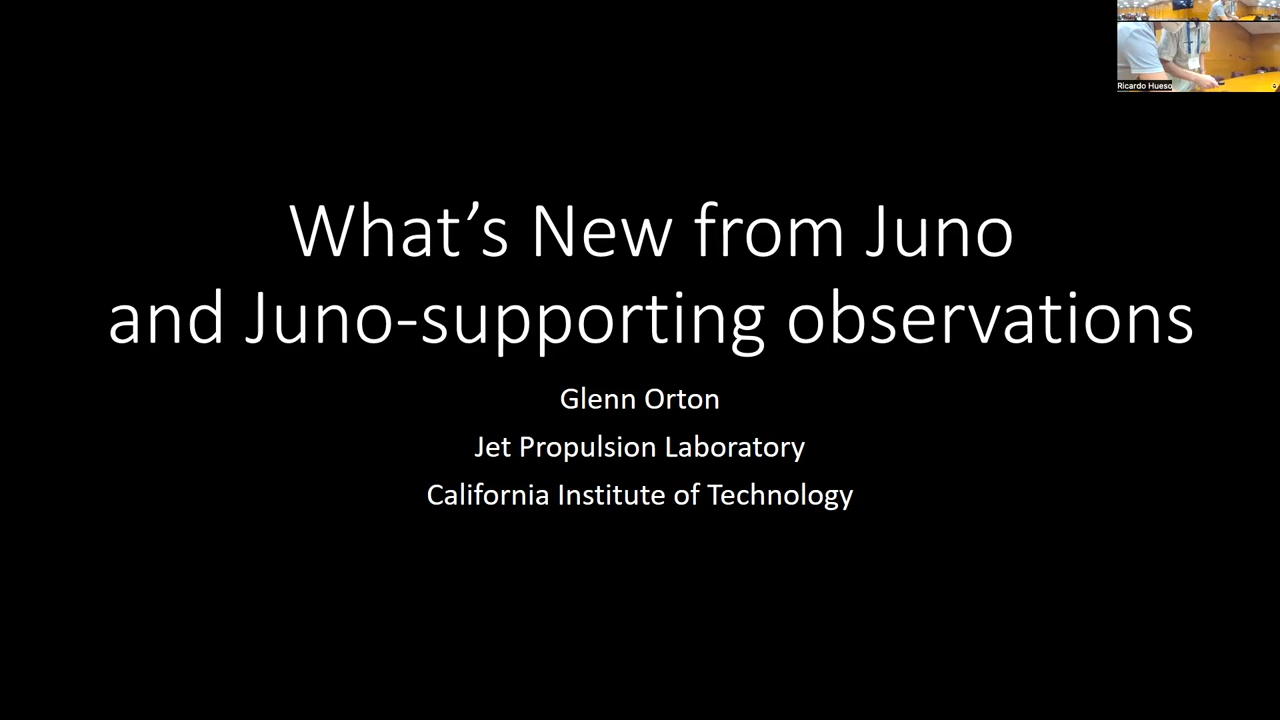 Ricardo Hueso
What's New from Juno
and Juno-supporting observations
Glenn Orton
Jet Propulsion Laboratory
California Institute of Technology